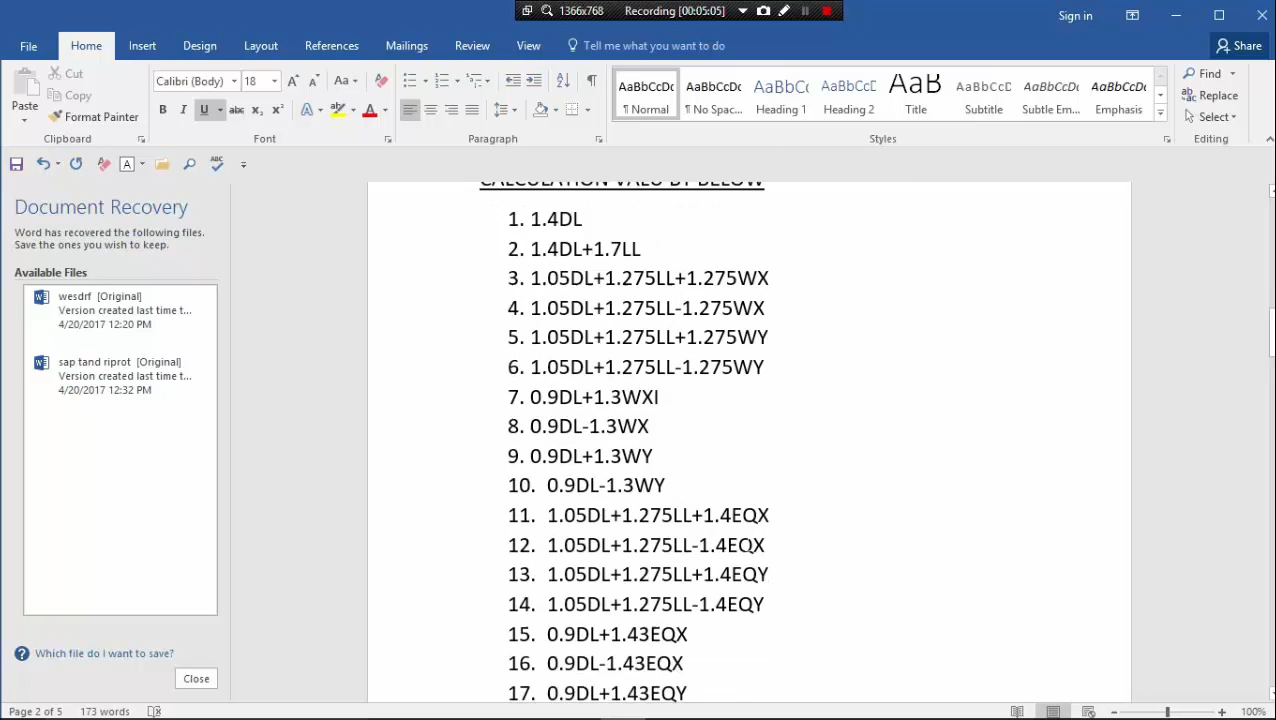 1366x768 Recording [00:05:05]
Sign in
File Home Insert Design Layout References Mailings Review View Tell me what you want to do Share
Paste
Cut
Copy
Format Painter
Clipboard
Calibri (Body) 18
Font
Paragraph
AaBbCcDc AaBbCcDc AaBbCc AaBbCcD AaB AaBbCcD AaBbCcDc AaBbCcDc
¶ Normal ¶ No Spac... Heading 1 Heading 2 Title Subtitle Subtle Em... Emphasis
Styles
Find
Replace
Select
Editing
Document Recovery
Word has recovered the following files.
Save the ones you wish to keep.
Available Files
wesdrf [Original]
Version created last time t...
4/20/2017 12:20 PM
sap tand riprot [Original]
Version created last time t...
4/20/2017 12:32 PM
Which file do I want to save?
Close
CALCULATION VALU BY BELOW
1. 1.4DL
2. 1.4DL+1.7LL
3. 1.05DL+1.275LL+1.275WX
4. 1.05DL+1.275LL-1.275WX
5. 1.05DL+1.275LL+1.275WY
6. 1.05DL+1.275LL-1.275WY
7. 0.9DL+1.3WXI
8. 0.9DL-1.3WX
9. 0.9DL+1.3WY
10. 0.9DL-1.3WY
11. 1.05DL+1.275LL+1.4EQX
12. 1.05DL+1.275LL-1.4EQX
13. 1.05DL+1.275LL+1.4EQY
14. 1.05DL+1.275LL-1.4EQY
15. 0.9DL+1.43EQX
16. 0.9DL-1.43EQX
17. 0.9DL+1.43EQY
Page 2 of 5 173 words 100%